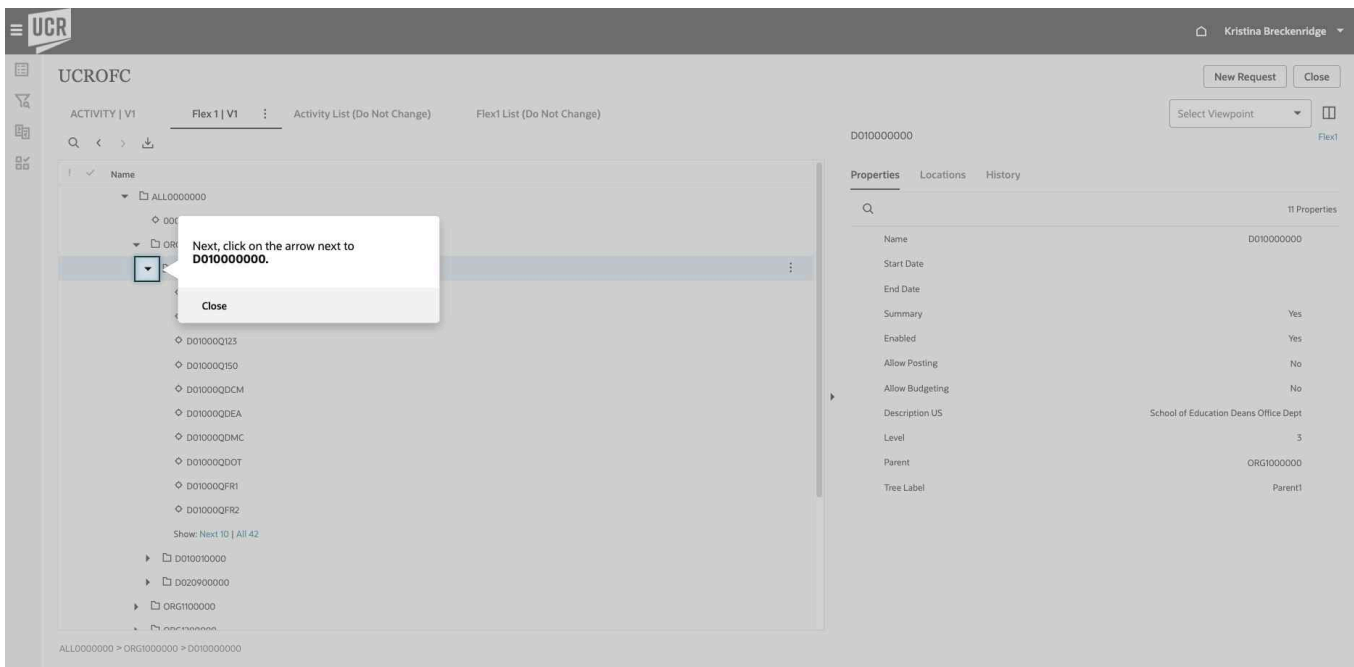 UCR
Kristina Breckenridge
UCROFC
New Request
Close
ACTIVITY | V1
Flex 1 | V1
Activity List (Do Not Change)
Flex1 List (Do Not Change)
Select Viewpoint
D010000000
Flex1
Name
Properties
Locations
History
ALL0000000
11 Properties
000
ORG
Next, click on the arrow next to
D010000000.
Close
D01000Q123
D01000Q150
D01000QDCM
D01000QDEA
D01000QDMC
D01000QDOT
D01000QFR1
D01000QFR2
Show: Next 10 | All 42
D010010000
D020900000
ORG1100000
ALL0000000 > ORG1000000 > D010000000
Name D010000000
Start Date
End Date
Summary Yes
Enabled Yes
Allow Posting No
Allow Budgeting No
Description US School of Education Deans Office Dept
Level 3
Parent ORG1000000
Tree Label Parent1